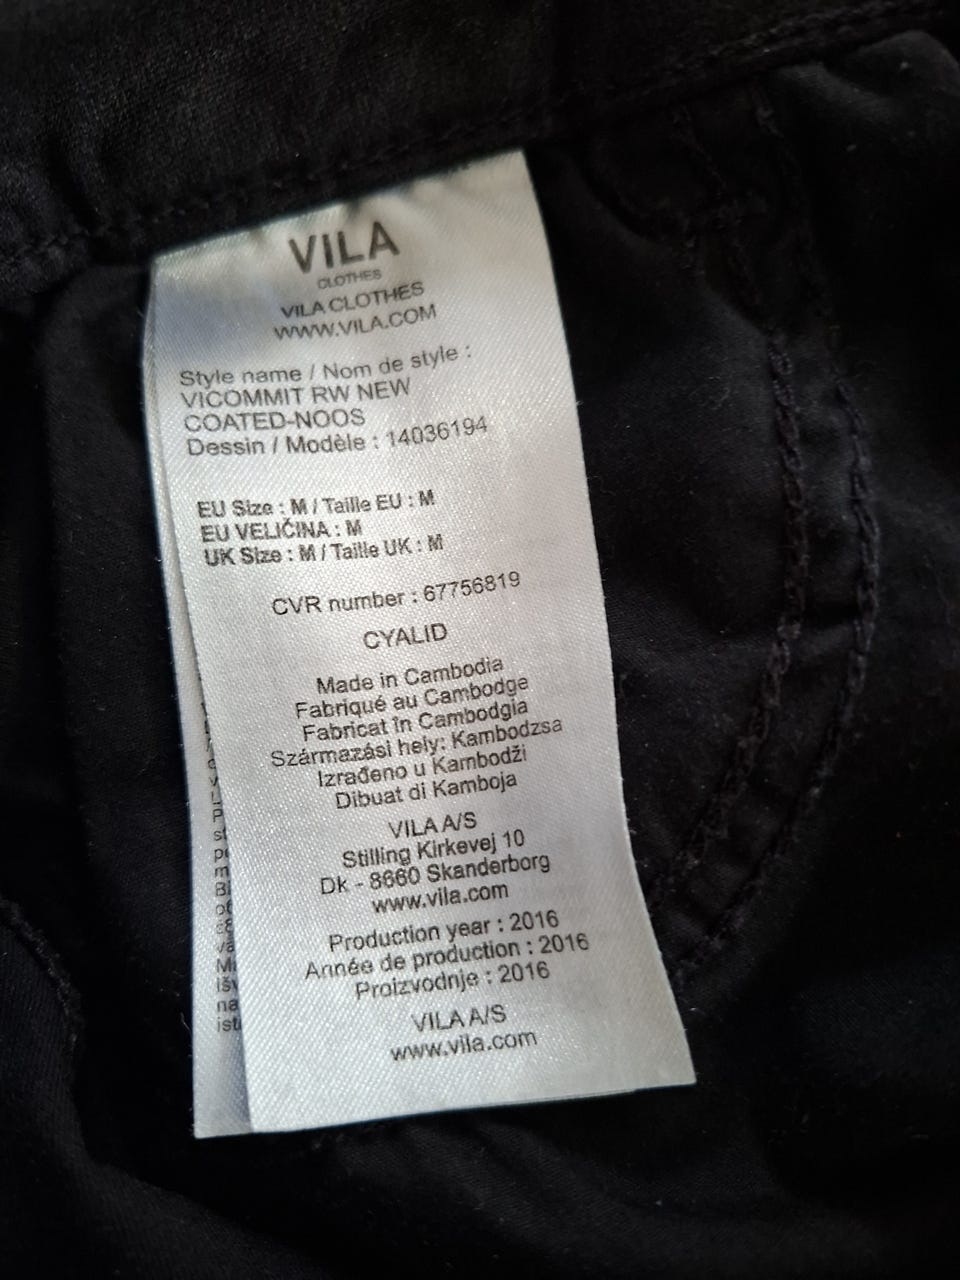 VILA
CLOTHES
VILA CLOTHES
WWW.VILA.COM
Style name / Nom de style :
VICOMMIT RW NEW
COATED-NOOS
Dessin / Modèle : 14036194
EU Size : M / Taille EU : M
EU VELIČINA : M
UK Size : M / Taille UK : M
CVR number : 67756819
CYALID
Made in Cambodia
Fabriqué au Cambodge
Fabricat în Cambodgia
Származási hely: Kambodzsa
Izrađeno u Kambodži
Dibuat di Kamboja
VILA A/S
Stilling Kirkevej 10
Dk - 8660 Skanderborg
www.vila.com
Production year : 2016
Année de production : 2016
Proizvodnje : 2016
VILA A/S
www.vila.com